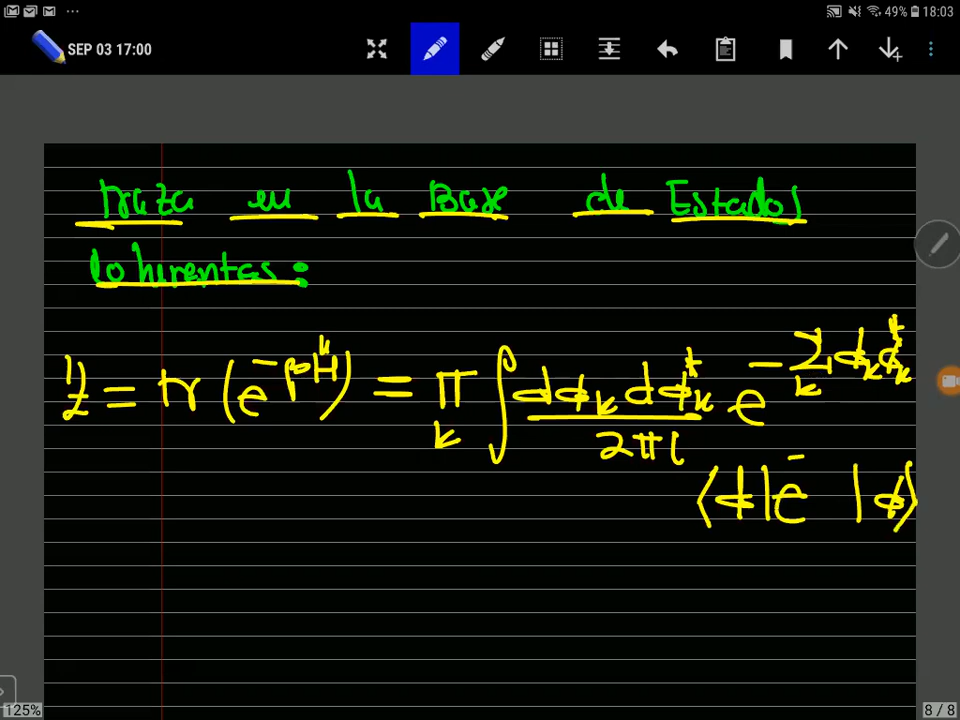 18:03
49%
SEP 03 17:00
traza en la Base de Estados
Coherentes:
Z = tr (e^{-βĤ}) = π_k ∫ dφ_k dφ*_k / 2πi e^{-Σ_k φ_k φ*_k}
⟨φ|e^- |φ⟩
125%
8 / 8